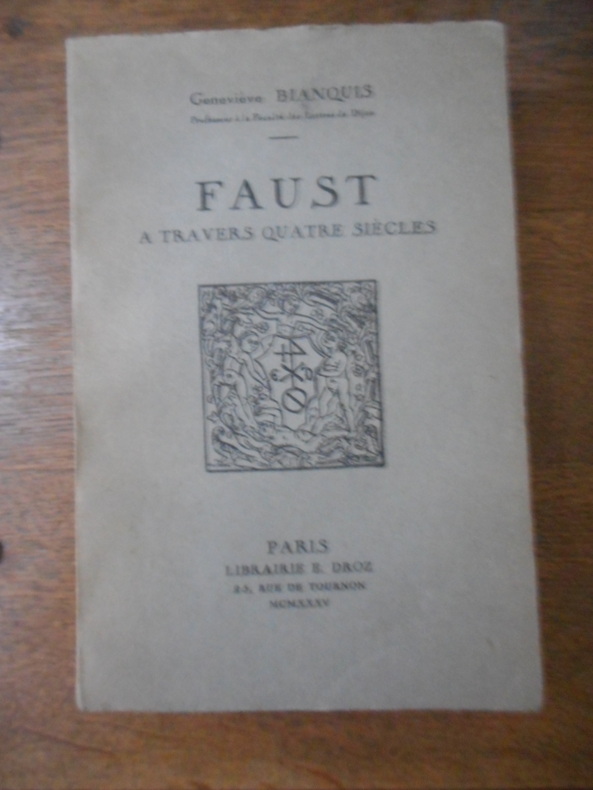 Geneviève BIANQUIS
Professeur à la Faculté des Lettres de Dijon
FAUST
A TRAVERS QUATRE SIÈCLES
PARIS
LIBRAIRIE E. DROZ
RUE DE TOURNON
MCMXXXV